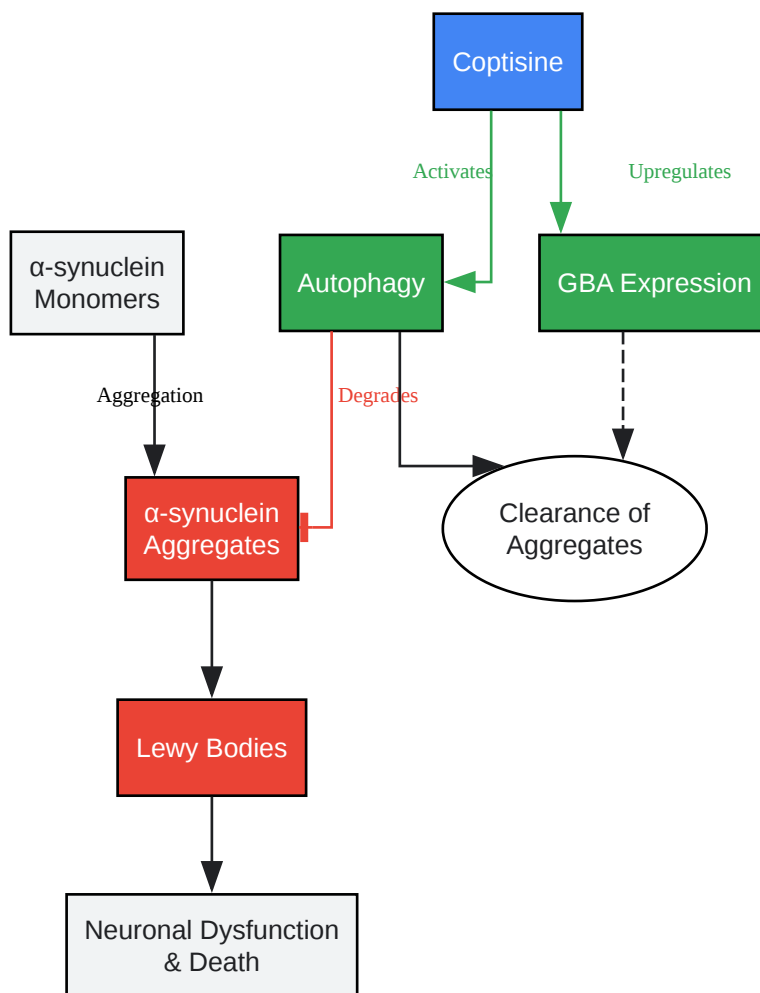 Coptisine
Activates
Upregulates
α-synuclein
Monomers
Autophagy
GBA Expression
Aggregation
Degrades
α-synuclein
Aggregates
Clearance of
Aggregates
Lewy Bodies
Neuronal Dysfunction
& Death